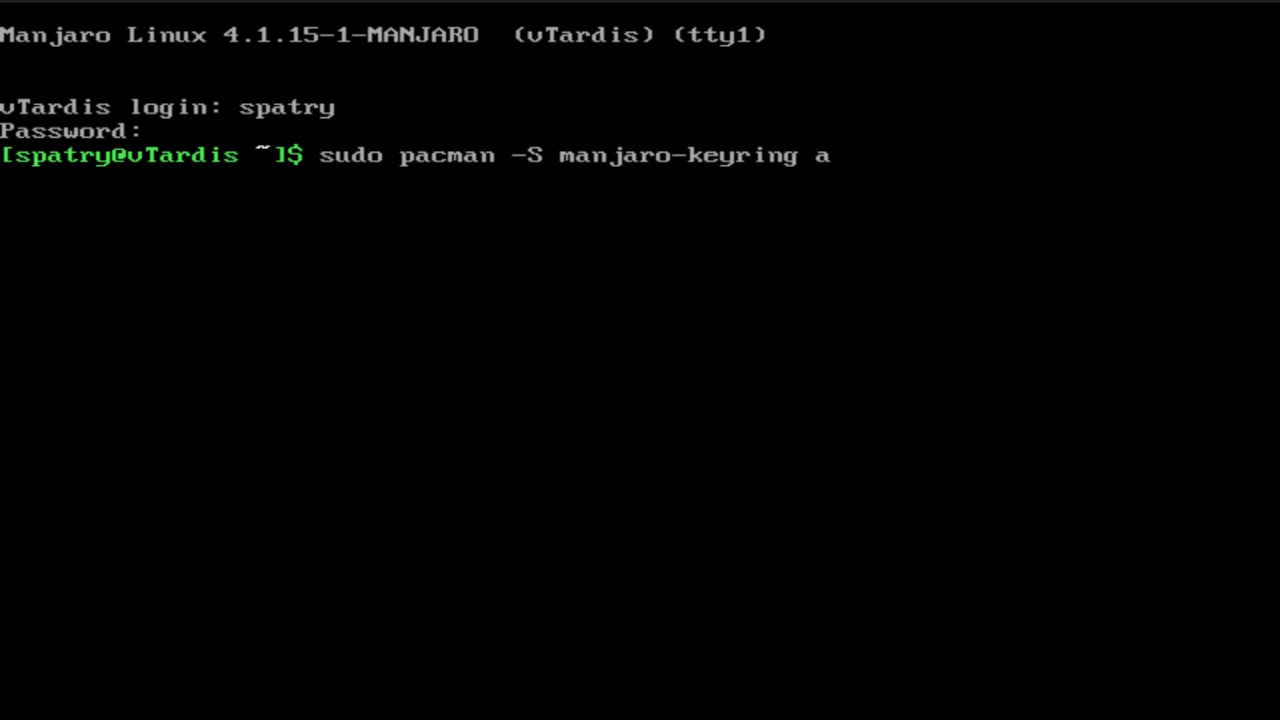 Manjaro Linux 4.1.15-1-MANJARO  (vTardis) (tty1)
vTardis login: spatry
Password:
[spatry@vTardis ~]$ sudo pacman -S manjaro-keyring a